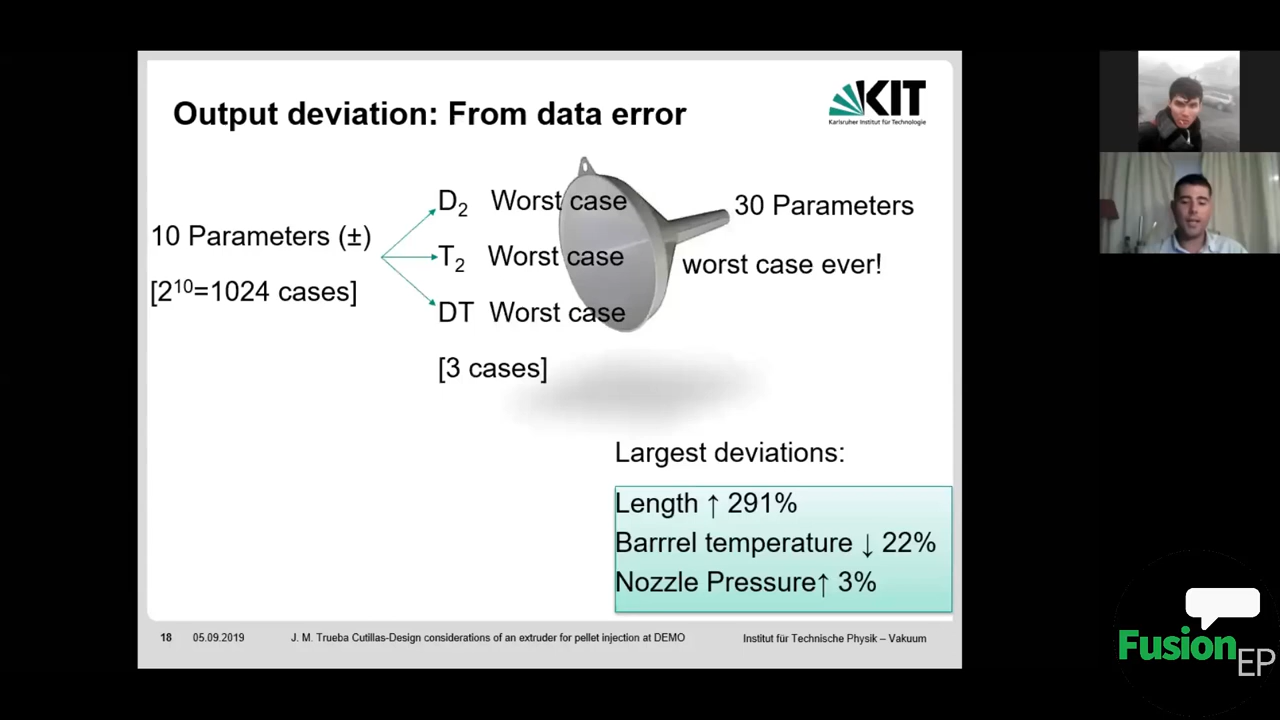 Output deviation: From data error
KIT
Karlsruher Institut für Technologie
10 Parameters (±)
[2¹⁰=1024 cases]
D₂ Worst case
T₂ Worst case
DT Worst case
[3 cases]
30 Parameters
worst case ever!
Largest deviations:
Length ↑ 291%
Barrrel temperature ↓ 22%
Nozzle Pressure↑ 3%
18 05.09.2019 J. M. Trueba Cutillas-Design considerations of an extruder for pellet injection at DEMO Institut für Technische Physik – Vakuum
Fusion
EP